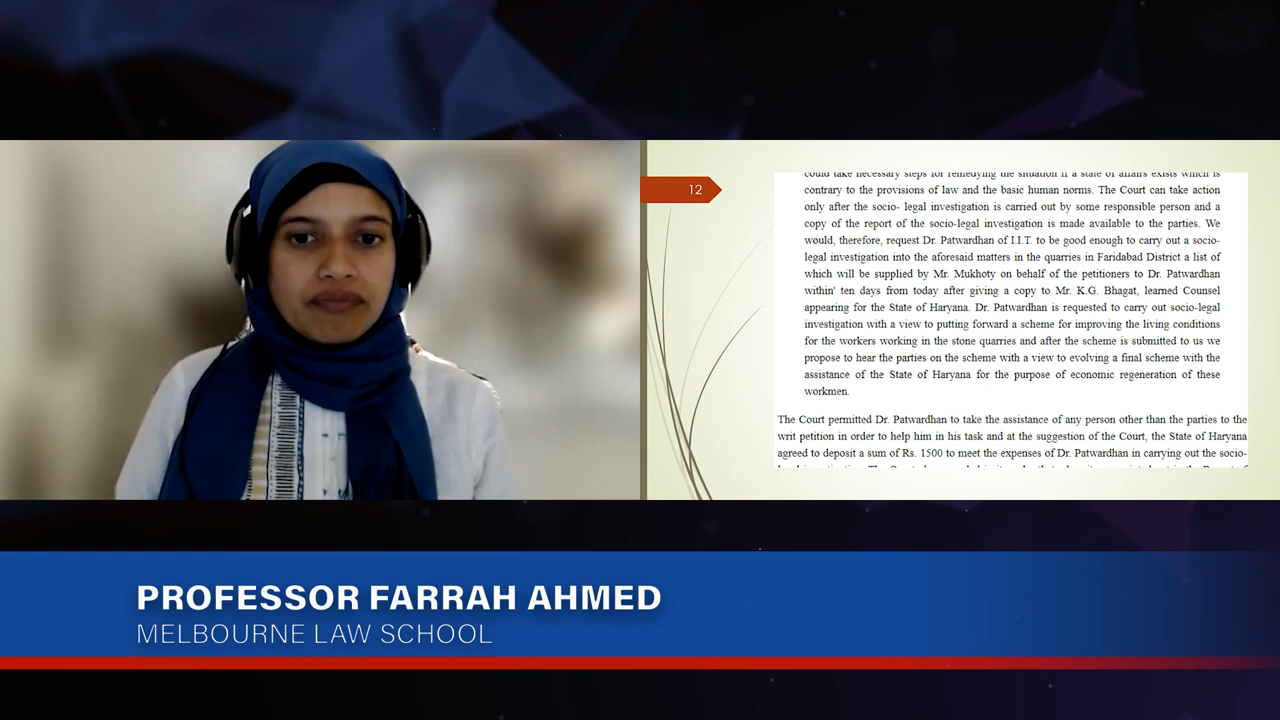 12
could take necessary steps for remedying the situation if a state of affairs exists which is
contrary to the provisions of law and the basic human norms. The Court can take action
only after the socio- legal investigation is carried out by some responsible person and a
copy of the report of the socio-legal investigation is made available to the parties. We
would, therefore, request Dr. Patwardhan of I.I.T. to be good enough to carry out a socio-
legal investigation into the aforesaid matters in the quarries in Faridabad District a list of
which will be supplied by Mr. Mukhoty on behalf of the petitioners to Dr. Patwardhan
within' ten days from today after giving a copy to Mr. K.G. Bhagat, learned Counsel
appearing for the State of Haryana. Dr. Patwardhan is requested to carry out socio-legal
investigation with a view to putting forward a scheme for improving the living conditions
for the workers working in the stone quarries and after the scheme is submitted to us we
propose to hear the parties on the scheme with a view to evolving a final scheme with the
assistance of the State of Haryana for the purpose of economic regeneration of these
workmen.
The Court permitted Dr. Patwardhan to take the assistance of any person other than the parties to the
writ petition in order to help him in his task and at the suggestion of the Court, the State of Haryana
agreed to deposit a sum of Rs. 1500 to meet the expenses of Dr. Patwardhan in carrying out the socio-
PROFESSOR FARRAH AHMED
MELBOURNE LAW SCHOOL